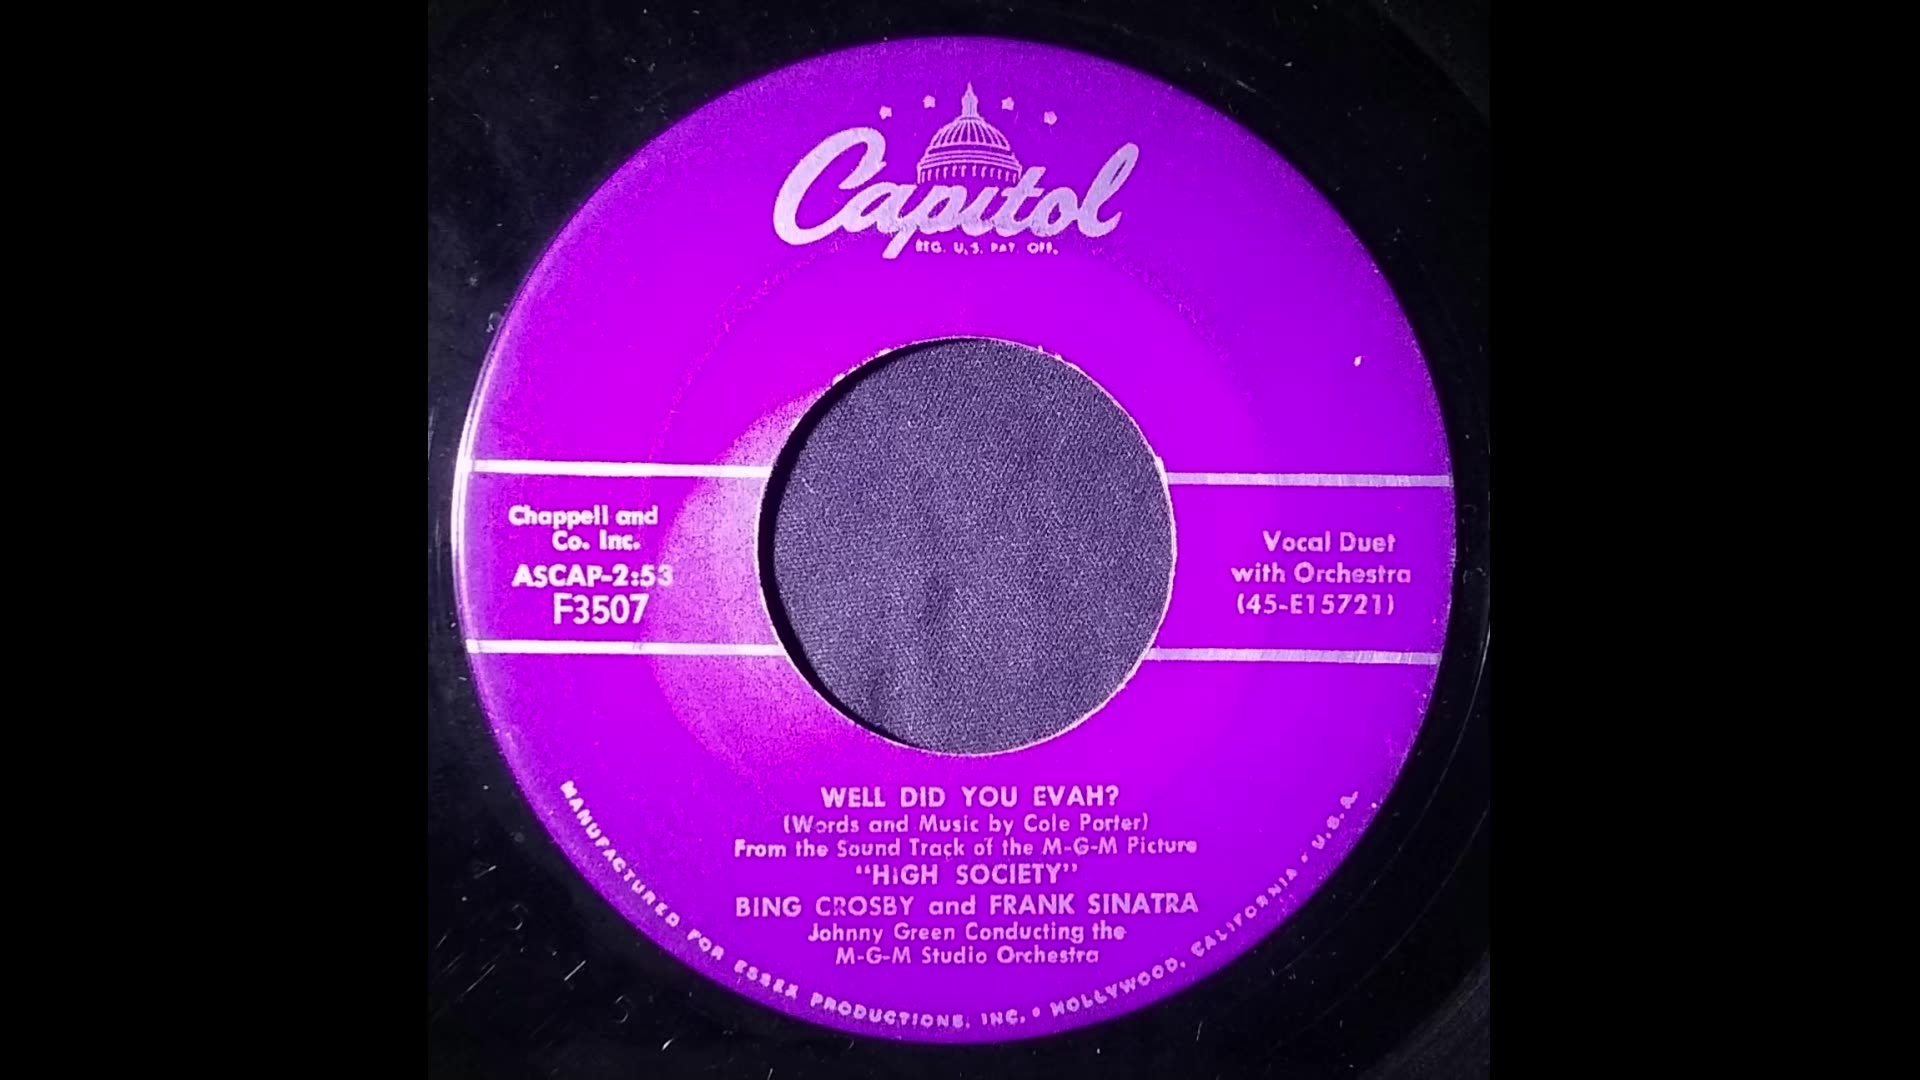 Capitol
REG. U.S. PAT. OFF.
Chappell and
Co. Inc.
ASCAP-2:53
F3507
Vocal Duet
with Orchestra
(45-E15721)
WELL DID YOU EVAH?
(Words and Music by Cole Porter)
From the Sound Track of the M-G-M Picture
"HIGH SOCIETY"
BING CROSBY and FRANK SINATRA
Johnny Green Conducting the
M-G-M Studio Orchestra
MANUFACTURED FOR ESSEX PRODUCTIONS, INC. • HOLLYWOOD, CALIFORNIA • U.S.A.